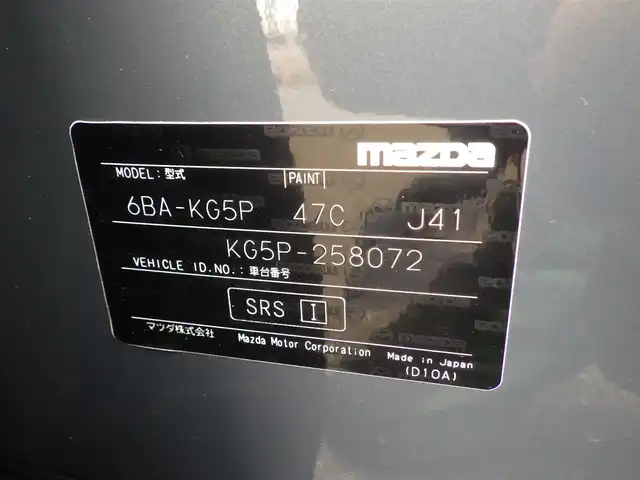 mazda
MODEL : 型式 |PAINT|
6BA-KG5P 47C J41
KG5P-258072
VEHICLE ID.NO.: 車台番号
SRS I
マツダ株式会社 Mazda Motor Corporation Made in Japan
(D10A)